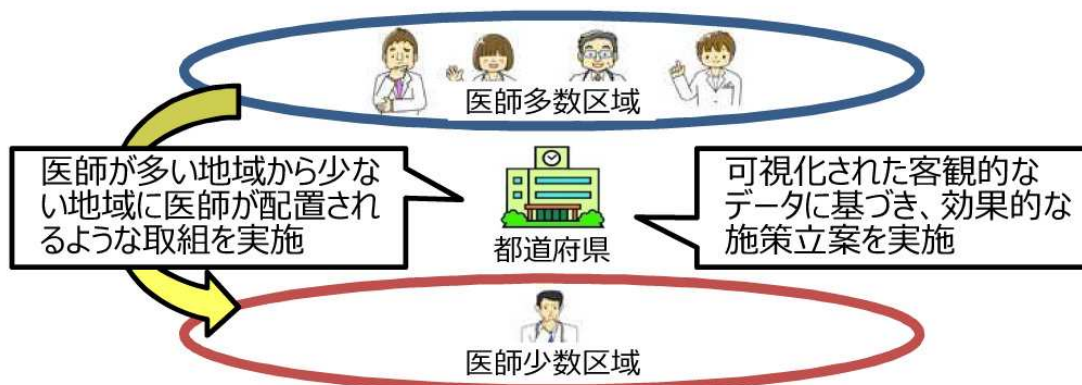 医師多数区域
医師が多い地域から少な
い地域に医師が配置され
るような取組を実施
都道府県
可視化された客観的な
データに基づき、効果的な
施策立案を実施
医師少数区域